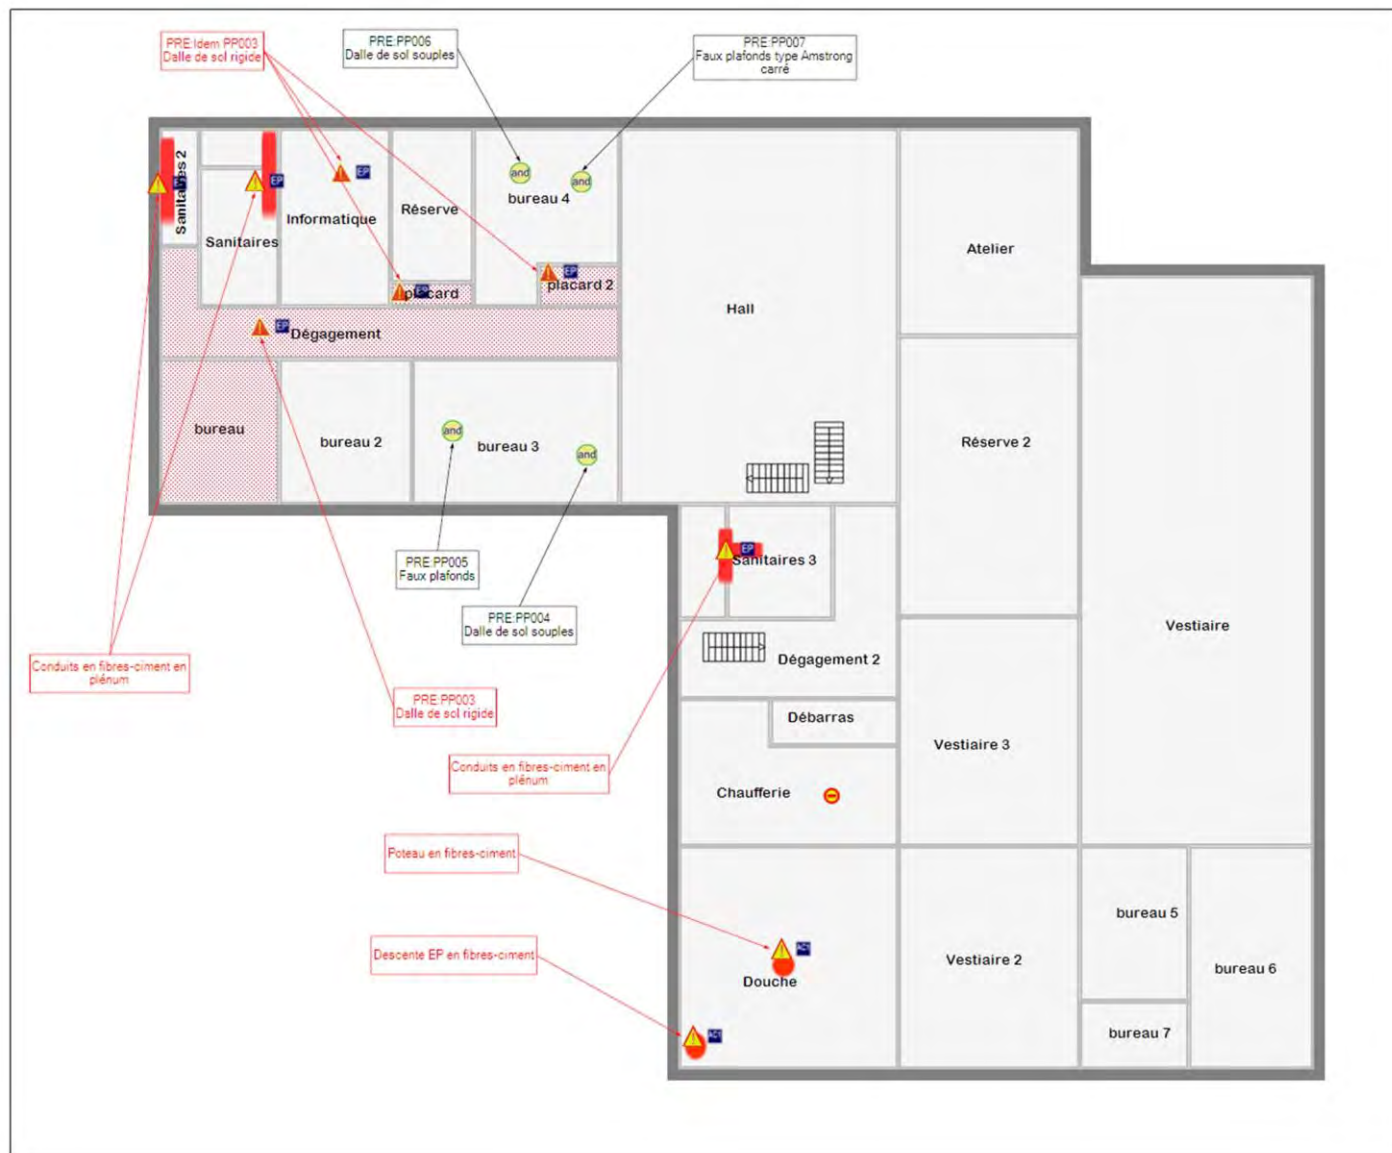 PRE:Idem PP003
Dalle de sol rigide
PRE:PP006
Dalle de sol souples
PRE:PP007
Faux plafonds type Amstrong
carré
Sanitaires 2
EP
Sanitaires
EP
Informatique
EP
Réserve
and
and
bureau 4
placard
EP
placard 2
EP
Dégagement
EP
Hall
Atelier
bureau
bureau 2
and
bureau 3
and
Réserve 2
PRE:PP005
Faux plafonds
PRE:PP004
Dalle de sol souples
EP
Sanitaires 3
Vestiaire
Dégagement 2
Conduits en fibres-ciment en
plénum
PRE:PP003
Dalle de sol rigide
Débarras
Vestiaire 3
Conduits en fibres-ciment en
plénum
Chaufferie
Poteau en fibres-ciment
Descente EP en fibres-ciment
AC1
Douche
AC1
Vestiaire 2
bureau 5
bureau 6
bureau 7